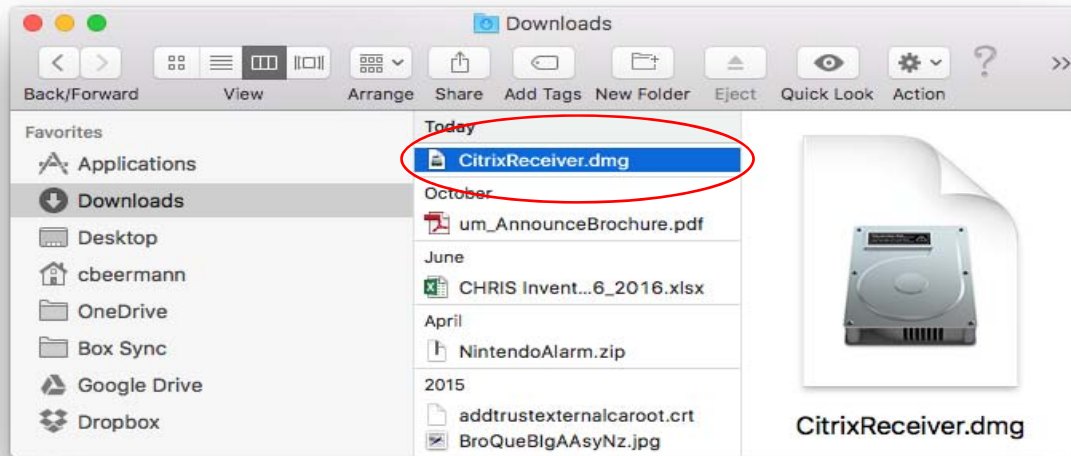 Downloads
Back/Forward View Arrange Share Add Tags New Folder Eject Quick Look Action
Favorites
Applications
Downloads
Desktop
cbeermann
OneDrive
Box Sync
Google Drive
Dropbox
Today
CitrixReceiver.dmg
October
um_AnnounceBrochure.pdf
June
CHRIS Invent...6_2016.xlsx
April
NintendoAlarm.zip
2015
addtrustexternalcaroot.crt
BroQueBIgAAsyNz.jpg
CitrixReceiver.dmg